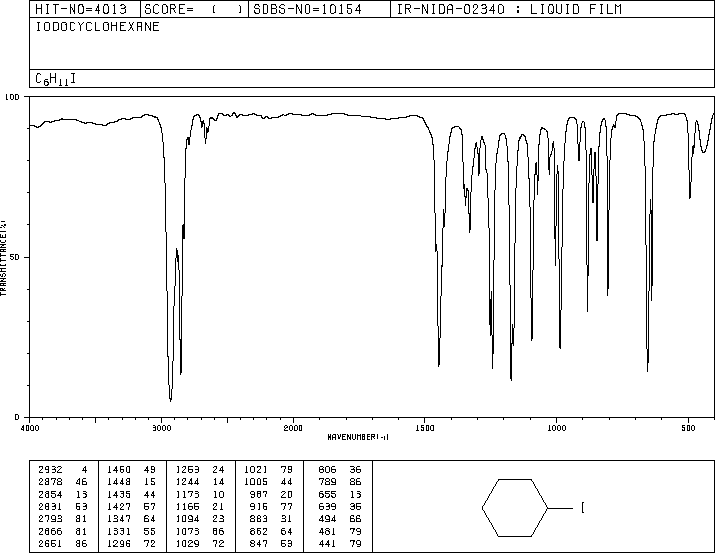 HIT-NO=4013 SCORE= ( ) SDBS-NO=10154 IR-NIDA-02340 : LIQUID FILM
IODOCYCLOHEXANE
C6H11I
100
50
0
TRANSMITTANCE(%)
4000 3000 2000 1500 1000 500
WAVENUMBER(-1)
2932 4 1460 49 1253 24 1021 79 806 36
2878 46 1448 15 1244 14 1005 44 789 86
2854 13 1435 44 1173 10 987 20 655 13
2831 53 1427 57 1166 21 916 77 639 35
2793 81 1347 64 1094 23 883 31 494 66
2666 81 1331 55 1073 66 862 64 481 79
2651 86 1296 72 1029 72 847 53 441 79
I